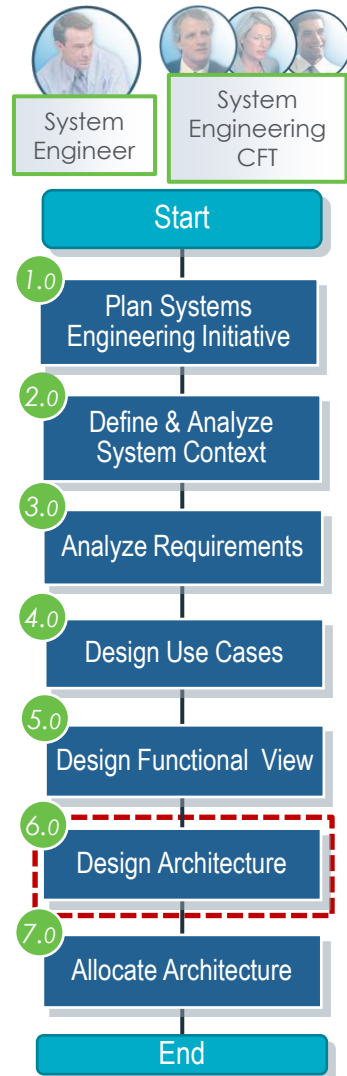 System
Engineer
System
Engineering
CFT
Start
1.0
Plan Systems
Engineering Initiative
2.0
Define & Analyze
System Context
3.0
Analyze Requirements
4.0
Design Use Cases
5.0
Design Functional View
6.0
Design Architecture
7.0
Allocate Architecture
End